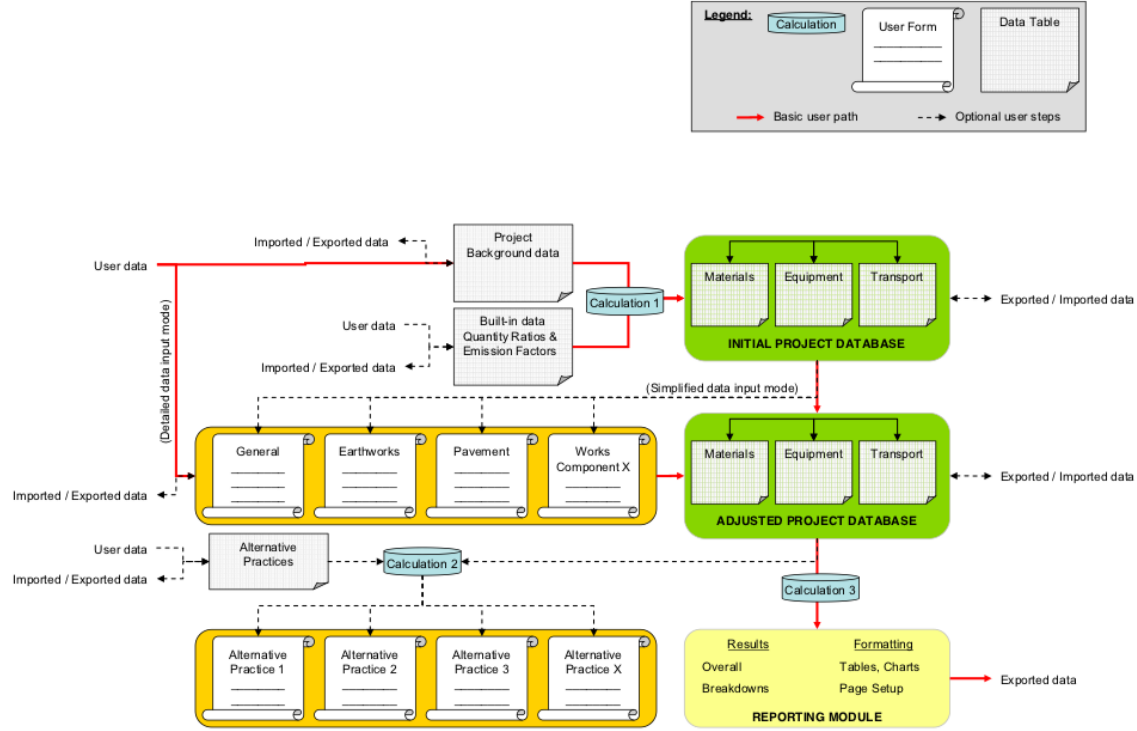 Legend:
Calculation
User Form
Data Table
Basic user path
Optional user steps
Imported / Exported data
Project
Background data
User data
Calculation 1
Materials
Equipment
Transport
Exported / Imported data
INITIAL PROJECT DATABASE
User data
Imported / Exported data
Built-in data
Quantity Ratios &
Emission Factors
(Detailed data input mode)
(Simplified data input mode)
General
Earthworks
Pavement
Works
Component X
Imported / Exported data
Materials
Equipment
Transport
Exported / Imported data
ADJUSTED PROJECT DATABASE
User data
Imported / Exported data
Alternative
Practices
Calculation 2
Calculation 3
Alternative
Practice 1
Alternative
Practice 2
Alternative
Practice 3
Alternative
Practice X
Results
Formatting
Overall
Tables, Charts
Breakdowns
Page Setup
REPORTING MODULE
Exported data